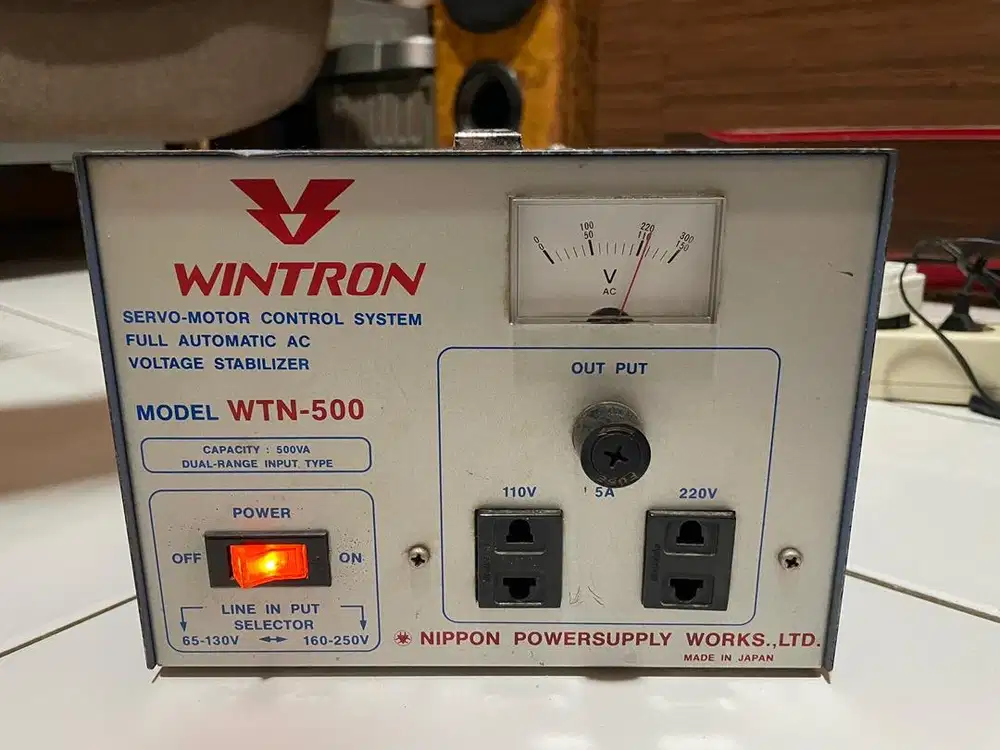 WINTRON
SERVO-MOTOR CONTROL SYSTEM
FULL AUTOMATIC AC
VOLTAGE STABILIZER
MODEL WTN-500
CAPACITY : 500VA
DUAL-RANGE INPUT TYPE
POWER
OFF ON
LINE IN PUT
SELECTOR
65-130V 160-250V
0 100 220 300
0 50 110 150
V
AC
OUT PUT
110V 5A 220V
NIPPON POWERSUPPLY WORKS.,LTD.
MADE IN JAPAN